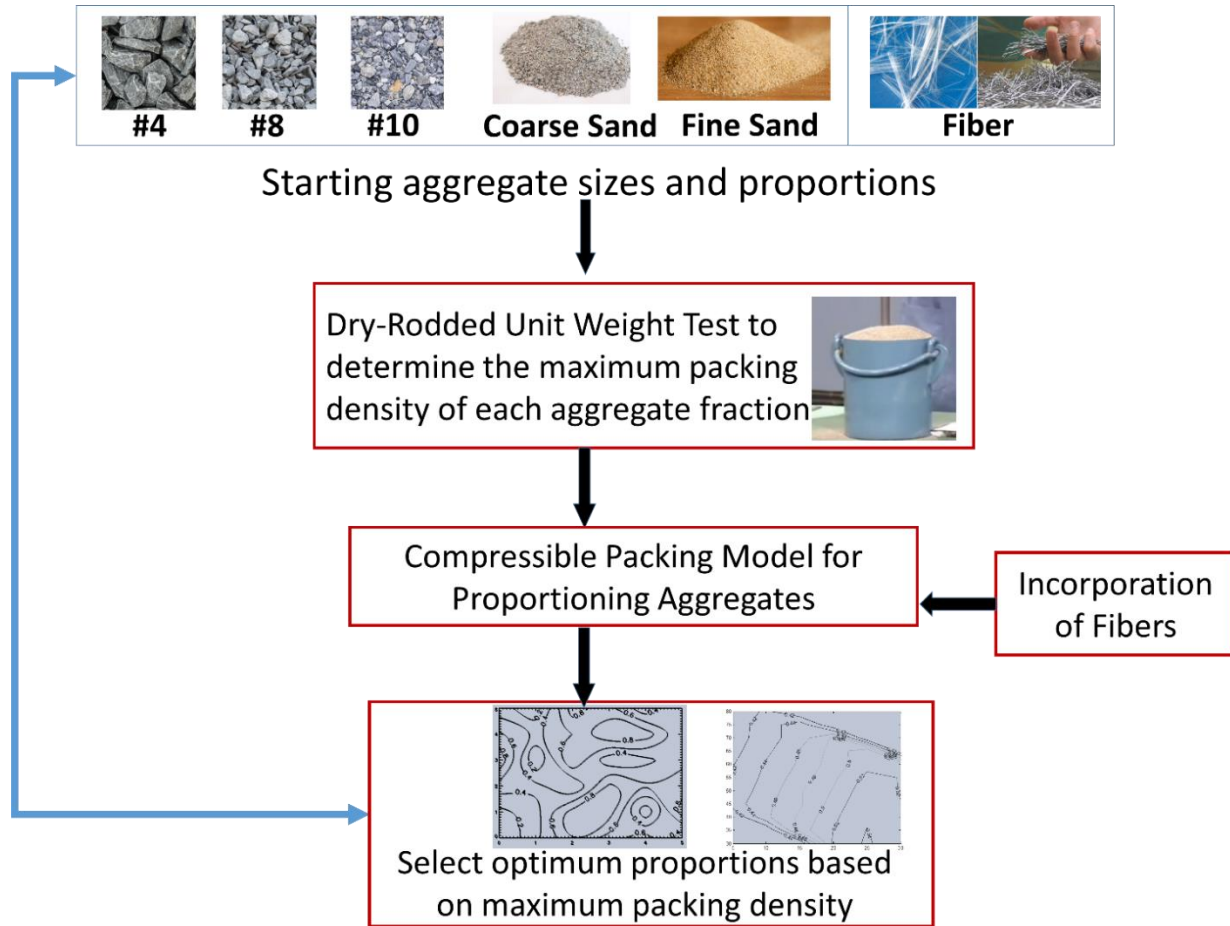 #4
#8
#10
Coarse Sand
Fine Sand
Fiber
Starting aggregate sizes and proportions
Dry-Rodded Unit Weight Test to
determine the maximum packing
density of each aggregate fraction
Compressible Packing Model for
Proportioning Aggregates
Incorporation
of Fibers
Select optimum proportions based
on maximum packing density